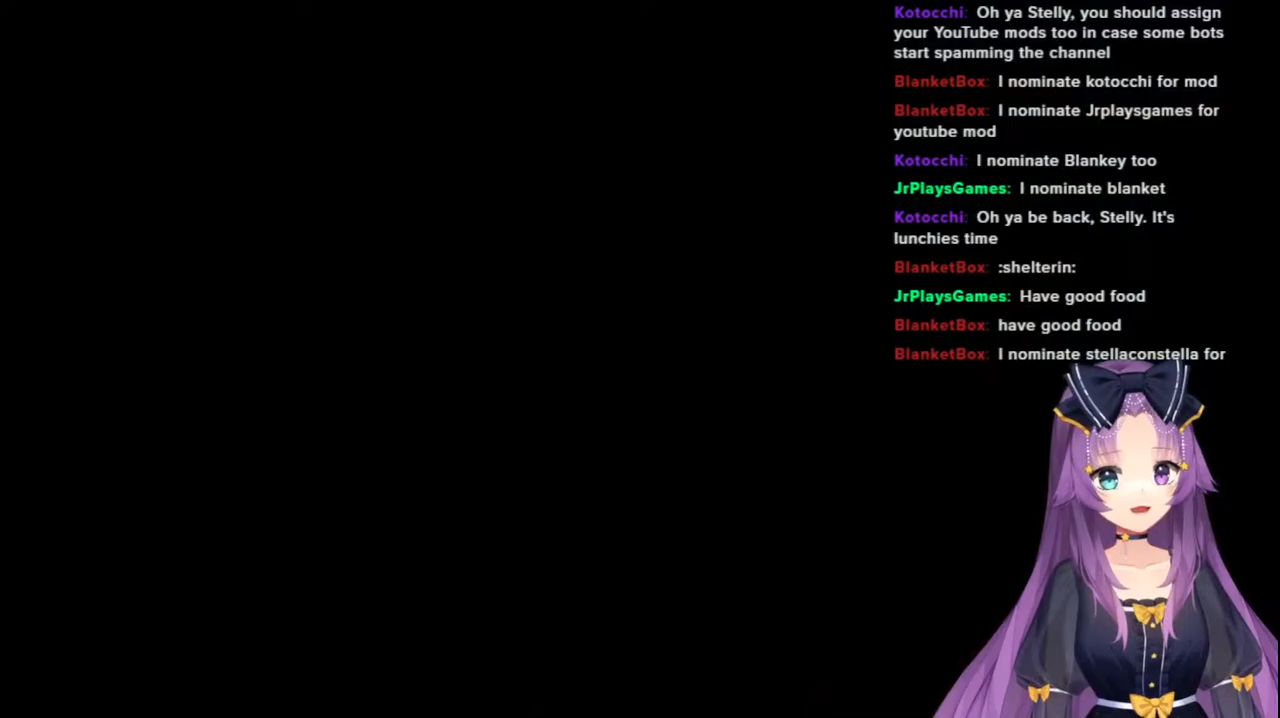 Kotocchi: Oh ya Stelly, you should assign
your YouTube mods too in case some bots
start spamming the channel
BlanketBox: I nominate kotocchi for mod
BlanketBox: I nominate Jrplaysgames for
youtube mod
Kotocchi: I nominate Blankey too
JrPlaysGames: I nominate blanket
Kotocchi: Oh ya be back, Stelly. It's
lunchies time
BlanketBox: :shelterin:
JrPlaysGames: Have good food
BlanketBox: have good food
BlanketBox: I nominate stellaconstella for